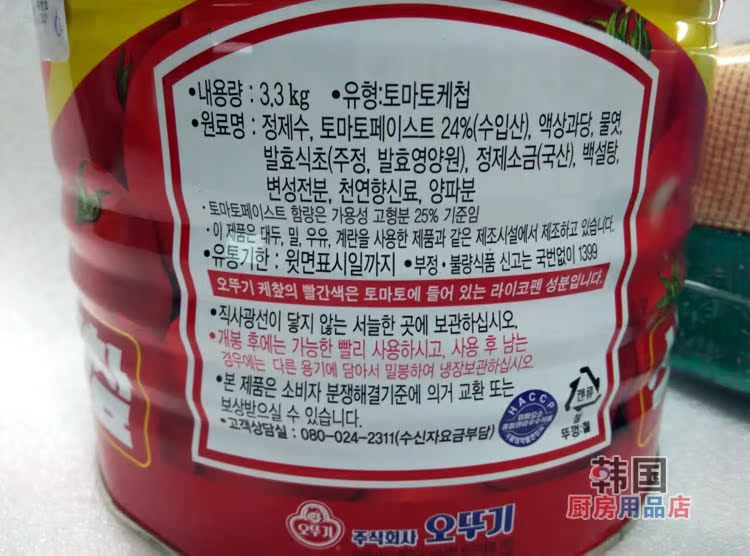 •내용량 : 3.3 kg •유형:토마토케첩
•원료명 : 정제수, 토마토페이스트 24%(수입산), 액상과당, 물엿,
발효식초(주정, 발효영양원), 정제소금(국산), 백설탕,
변성전분, 천연향신료, 양파분
· 토마토페이스트 함량은 가용성 고형분 25% 기준임
· 이 제품은 대두, 밀, 우유, 계란을 사용한 제품과 같은 제조시설에서 제조하고 있습니다.
•유통기한 : 윗면표시일까지 •부정·불량식품 신고는 국번없이 1399
오뚜기 케챂의 빨간색은 토마토에 들어 있는 라이코펜 성분입니다.
•직사광선이 닿지 않는 서늘한 곳에 보관하십시오.
•개봉 후에는 가능한 빨리 사용하시고, 사용 후 남는
경우에는 다른 용기에 담아서 밀봉하여 냉장보관하십시오.
•본 제품은 소비자 분쟁해결기준에 의거 교환 또는
보상받으실 수 있습니다.
•고객상담실 : 080-024-2311(수신자요금부담)
HACCP
캔류
뚜껑:철
주식회사 오뚜기
韩国
厨房用品店